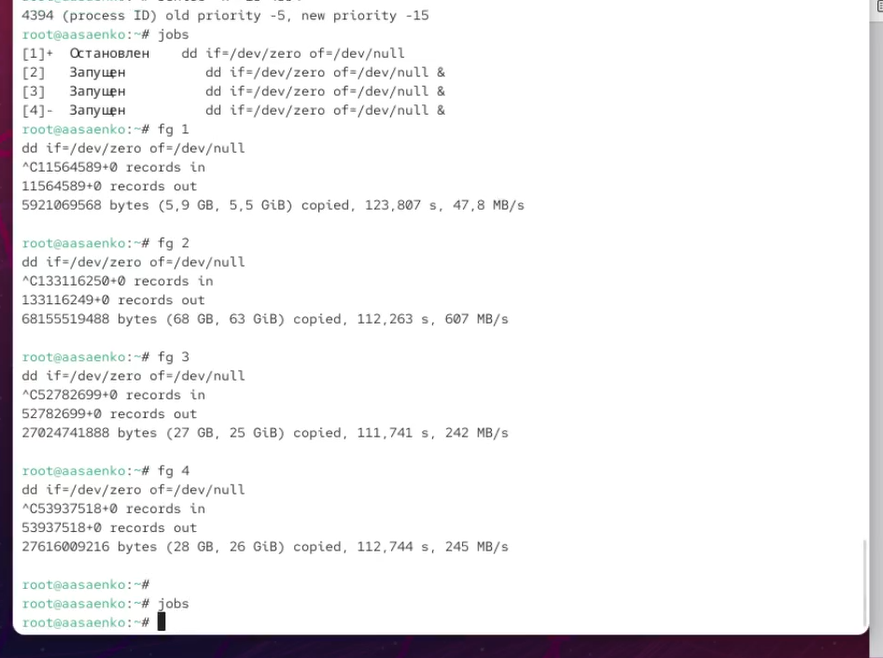 4394 (process ID) old priority -5, new priority -15
root@aasaenko:~# jobs
[1]+  Остановлен    dd if=/dev/zero of=/dev/null
[2]   Запущен          dd if=/dev/zero of=/dev/null &
[3]   Запущен          dd if=/dev/zero of=/dev/null &
[4]-  Запущен          dd if=/dev/zero of=/dev/null &
root@aasaenko:~# fg 1
dd if=/dev/zero of=/dev/null
^C11564589+0 records in
11564589+0 records out
5921069568 bytes (5,9 GB, 5,5 GiB) copied, 123,807 s, 47,8 MB/s
root@aasaenko:~# fg 2
dd if=/dev/zero of=/dev/null
^C133116250+0 records in
133116249+0 records out
68155519488 bytes (68 GB, 63 GiB) copied, 112,263 s, 607 MB/s
root@aasaenko:~# fg 3
dd if=/dev/zero of=/dev/null
^C52782699+0 records in
52782699+0 records out
27024741888 bytes (27 GB, 25 GiB) copied, 111,741 s, 242 MB/s
root@aasaenko:~# fg 4
dd if=/dev/zero of=/dev/null
^C53937518+0 records in
53937518+0 records out
27616009216 bytes (28 GB, 26 GiB) copied, 112,744 s, 245 MB/s
root@aasaenko:~#
root@aasaenko:~# jobs
root@aasaenko:~#